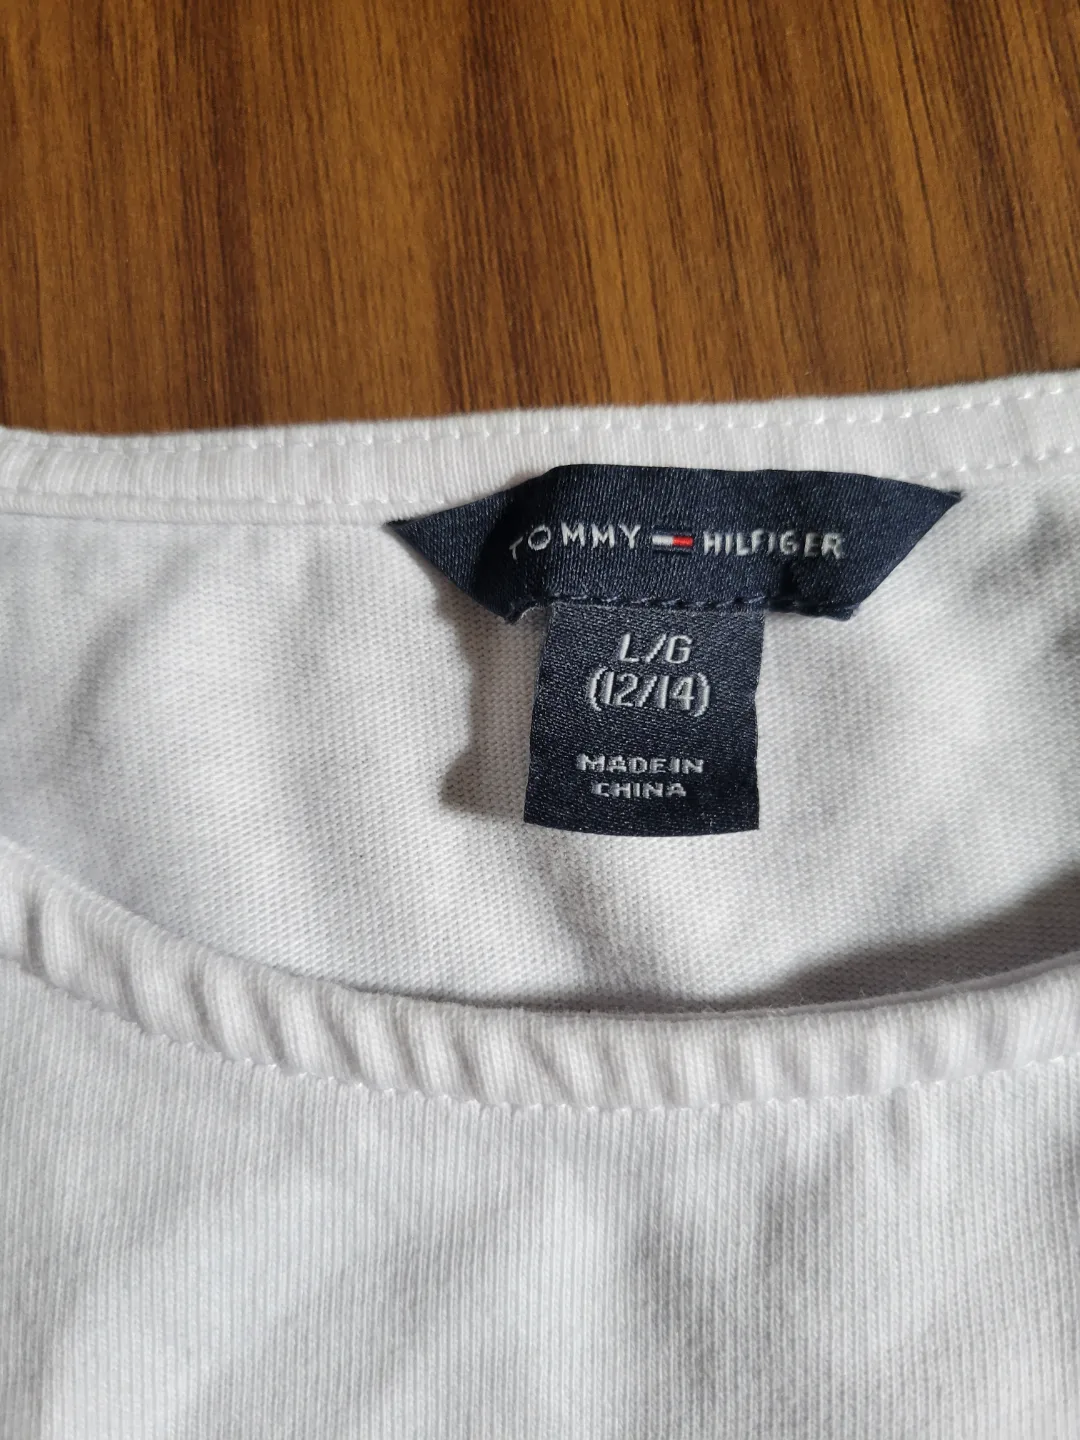 TOMMY HILFIGER
L/G
(12/14)
MADE IN
CHINA